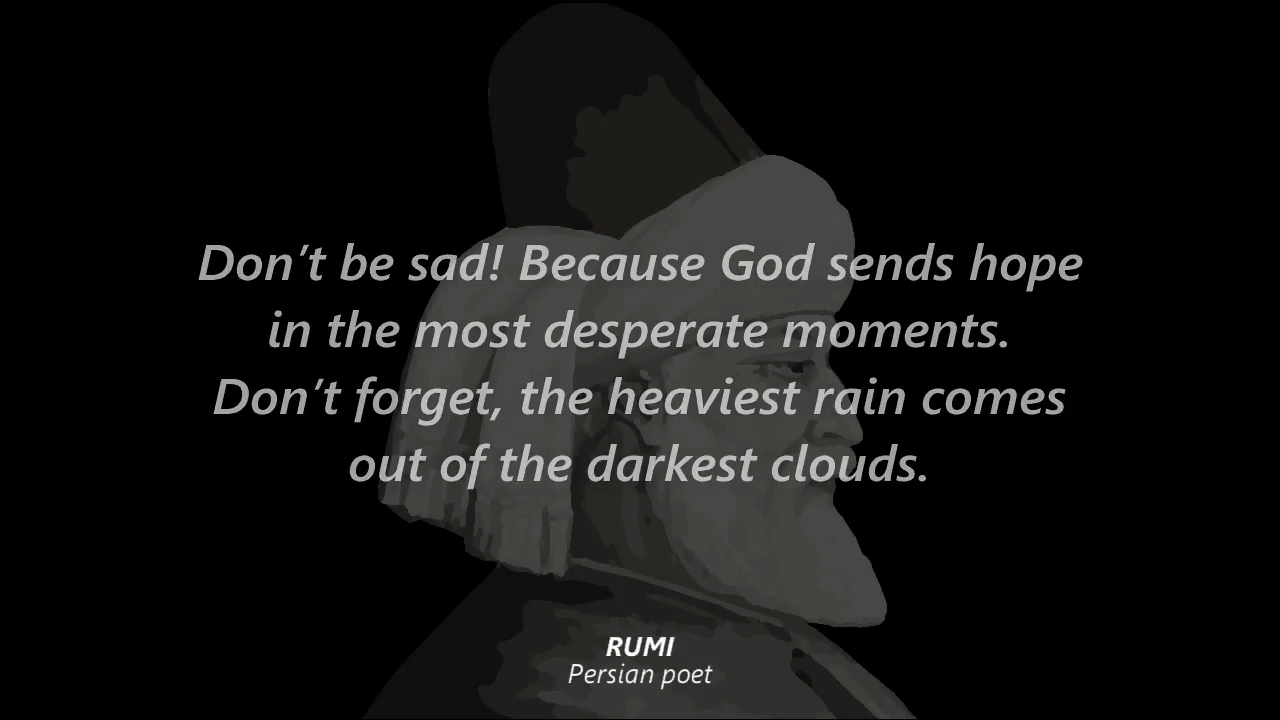 Don’t be sad! Because God sends hope
in the most desperate moments.
Don’t forget, the heaviest rain comes
out of the darkest clouds.
RUMI
Persian poet